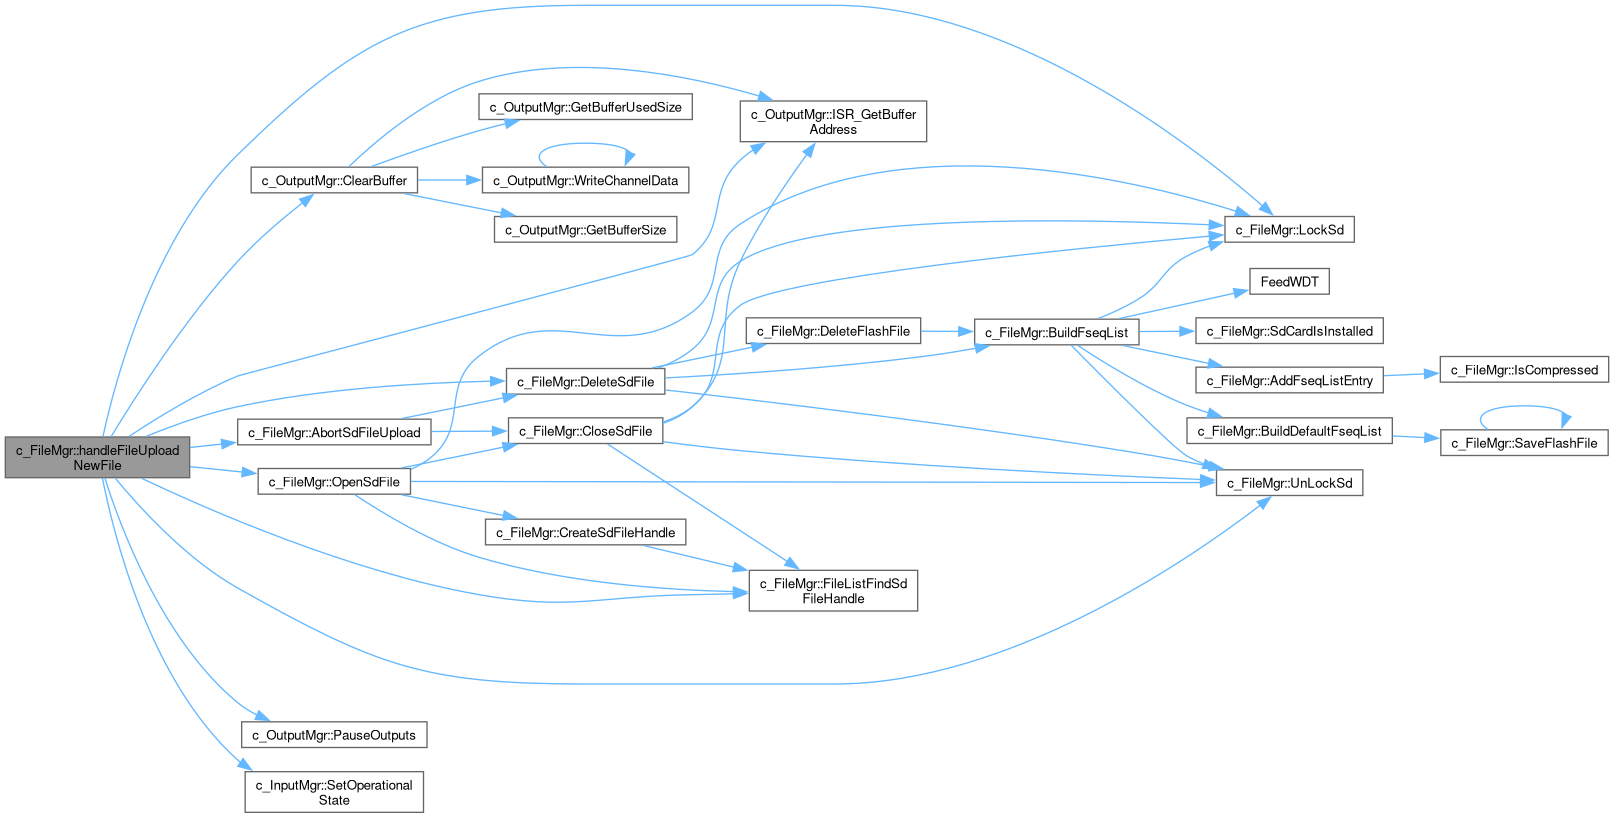 c_OutputMgr::GetBufferUsedSize
c_OutputMgr::ISR_GetBuffer
Address
c_OutputMgr::ClearBuffer
c_OutputMgr::WriteChannelData
c_OutputMgr::GetBufferSize
c_FileMgr::LockSd
FeedWDT
c_FileMgr::DeleteFlashFile
c_FileMgr::BuildFseqList
c_FileMgr::SdCardIsInstalled
c_FileMgr::DeleteSdFile
c_FileMgr::AddFseqListEntry
c_FileMgr::IsCompressed
c_FileMgr::AbortSdFileUpload
c_FileMgr::CloseSdFile
c_FileMgr::BuildDefaultFseqList
c_FileMgr::SaveFlashFile
c_FileMgr::handleFileUpload
NewFile
c_FileMgr::OpenSdFile
c_FileMgr::UnLockSd
c_FileMgr::CreateSdFileHandle
c_FileMgr::FileListFindSd
FileHandle
c_OutputMgr::PauseOutputs
c_InputMgr::SetOperational
State